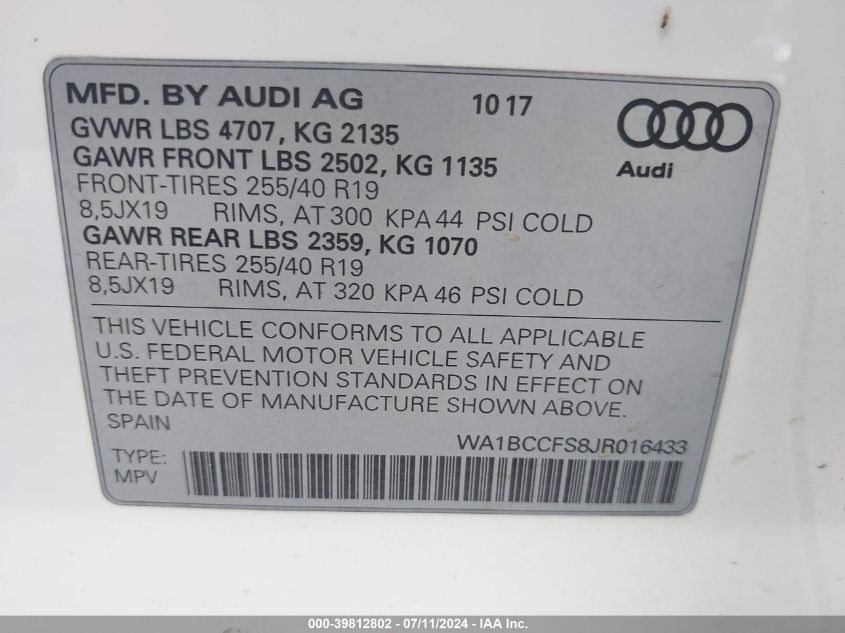 MFD. BY AUDI AG 10 17
GVWR LBS 4707, KG 2135
GAWR FRONT LBS 2502, KG 1135
Audi
FRONT-TIRES 255/40 R19
8,5JX19 RIMS, AT 300 KPA 44 PSI COLD
GAWR REAR LBS 2359, KG 1070
REAR-TIRES 255/40 R19
8,5JX19 RIMS, AT 320 KPA 46 PSI COLD
THIS VEHICLE CONFORMS TO ALL APPLICABLE
U.S. FEDERAL MOTOR VEHICLE SAFETY AND
THEFT PREVENTION STANDARDS IN EFFECT ON
THE DATE OF MANUFACTURE SHOWN ABOVE.
SPAIN
WA1BCCFS8JR016433
TYPE:
MPV
000-39812802 - 07/11/2024 - IAA Inc.